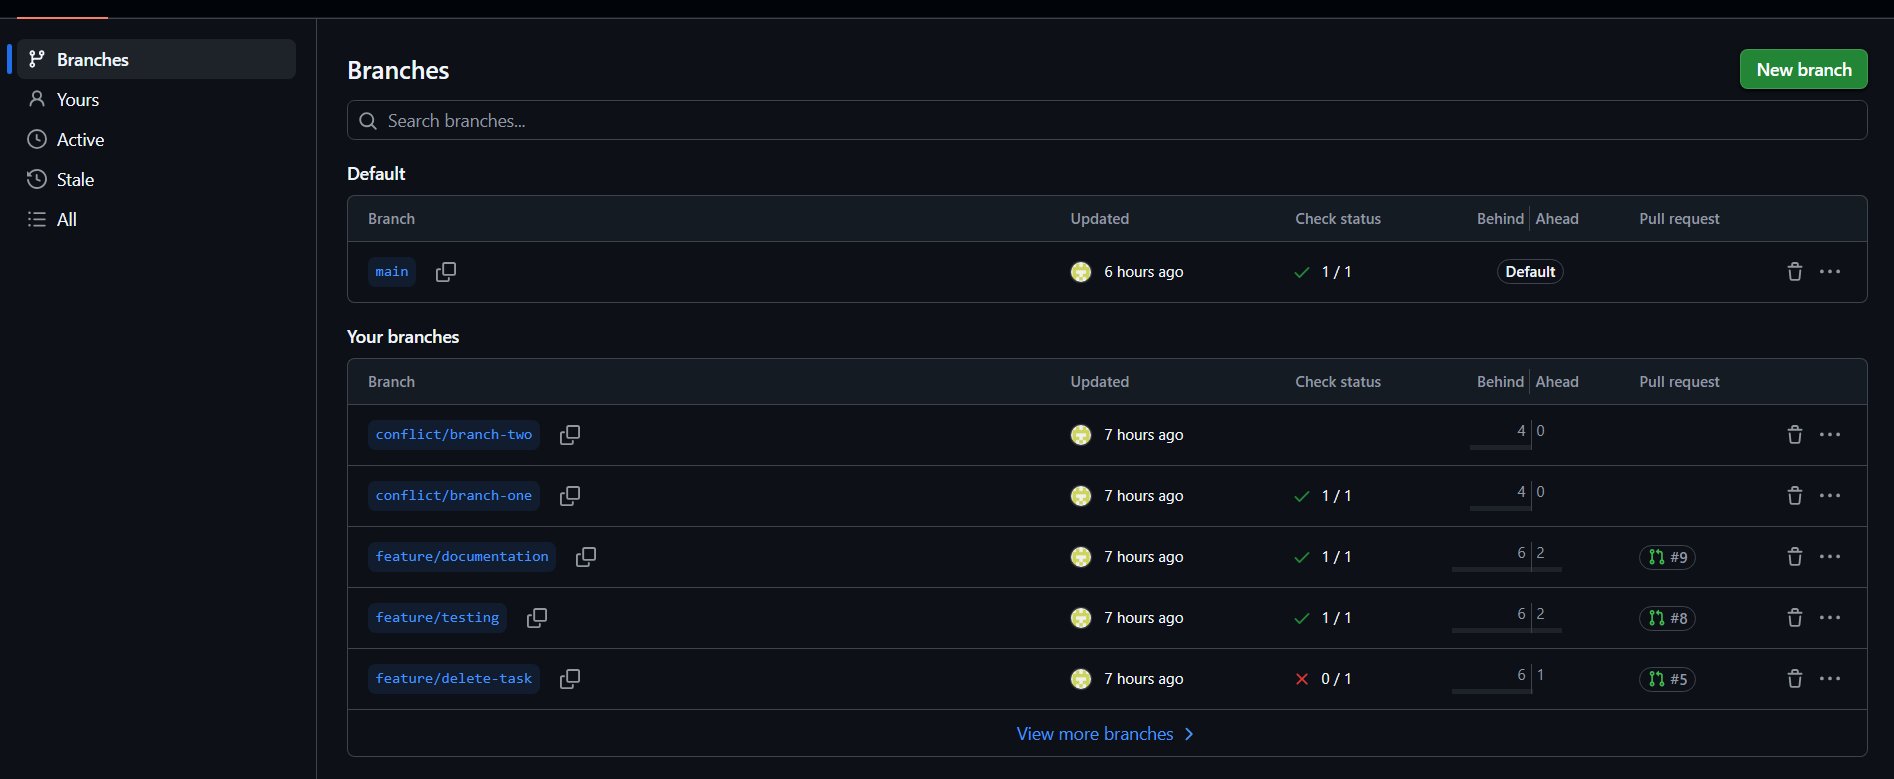 Branches
Yours
Active
Stale
All
Branches
New branch
Search branches...
Default
Branch Updated Check status Behind Ahead Pull request
main 6 hours ago 1 / 1 Default
Your branches
Branch Updated Check status Behind Ahead Pull request
conflict/branch-two 7 hours ago 4 0
conflict/branch-one 7 hours ago 1 / 1 4 0
feature/documentation 7 hours ago 1 / 1 6 2 #9
feature/testing 7 hours ago 1 / 1 6 2 #8
feature/delete-task 7 hours ago 0 / 1 6 1 #5
View more branches